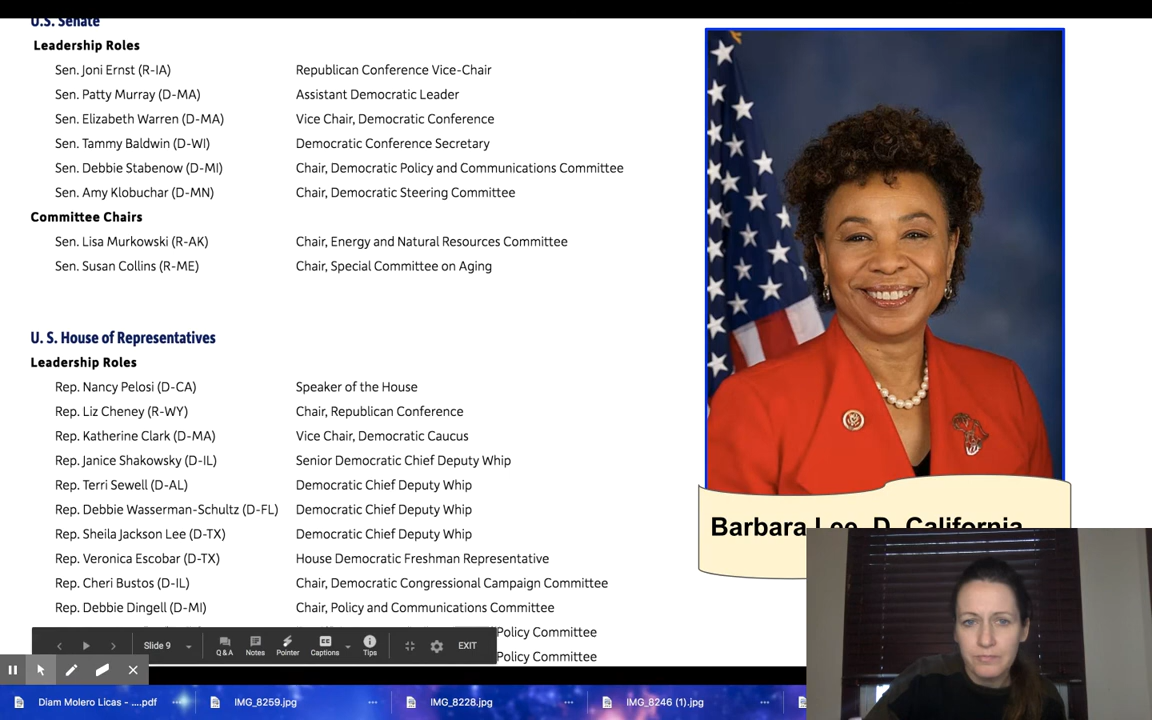 U.S. Senate
Leadership Roles
Sen. Joni Ernst (R-IA) Republican Conference Vice-Chair
Sen. Patty Murray (D-MA) Assistant Democratic Leader
Sen. Elizabeth Warren (D-MA) Vice Chair, Democratic Conference
Sen. Tammy Baldwin (D-WI) Democratic Conference Secretary
Sen. Debbie Stabenow (D-MI) Chair, Democratic Policy and Communications Committee
Sen. Amy Klobuchar (D-MN) Chair, Democratic Steering Committee
Committee Chairs
Sen. Lisa Murkowski (R-AK) Chair, Energy and Natural Resources Committee
Sen. Susan Collins (R-ME) Chair, Special Committee on Aging
U. S. House of Representatives
Leadership Roles
Rep. Nancy Pelosi (D-CA) Speaker of the House
Rep. Liz Cheney (R-WY) Chair, Republican Conference
Rep. Katherine Clark (D-MA) Vice Chair, Democratic Caucus
Rep. Janice Shakowsky (D-IL) Senior Democratic Chief Deputy Whip
Rep. Terri Sewell (D-AL) Democratic Chief Deputy Whip
Rep. Debbie Wasserman-Schultz (D-FL) Democratic Chief Deputy Whip
Rep. Sheila Jackson Lee (D-TX) Democratic Chief Deputy Whip
Rep. Veronica Escobar (D-TX) House Democratic Freshman Representative
Rep. Cheri Bustos (D-IL) Chair, Democratic Congressional Campaign Committee
Rep. Debbie Dingell (D-MI) Chair, Policy and Communications Committee
Policy Committee
Policy Committee
Barbara Lee, D, California
Slide 9 Q&A Notes Pointer Captions Tips EXIT
Diam Molero Licas - ....pdf IMG_8259.jpg IMG_8228.jpg IMG_8246 (1).jpg